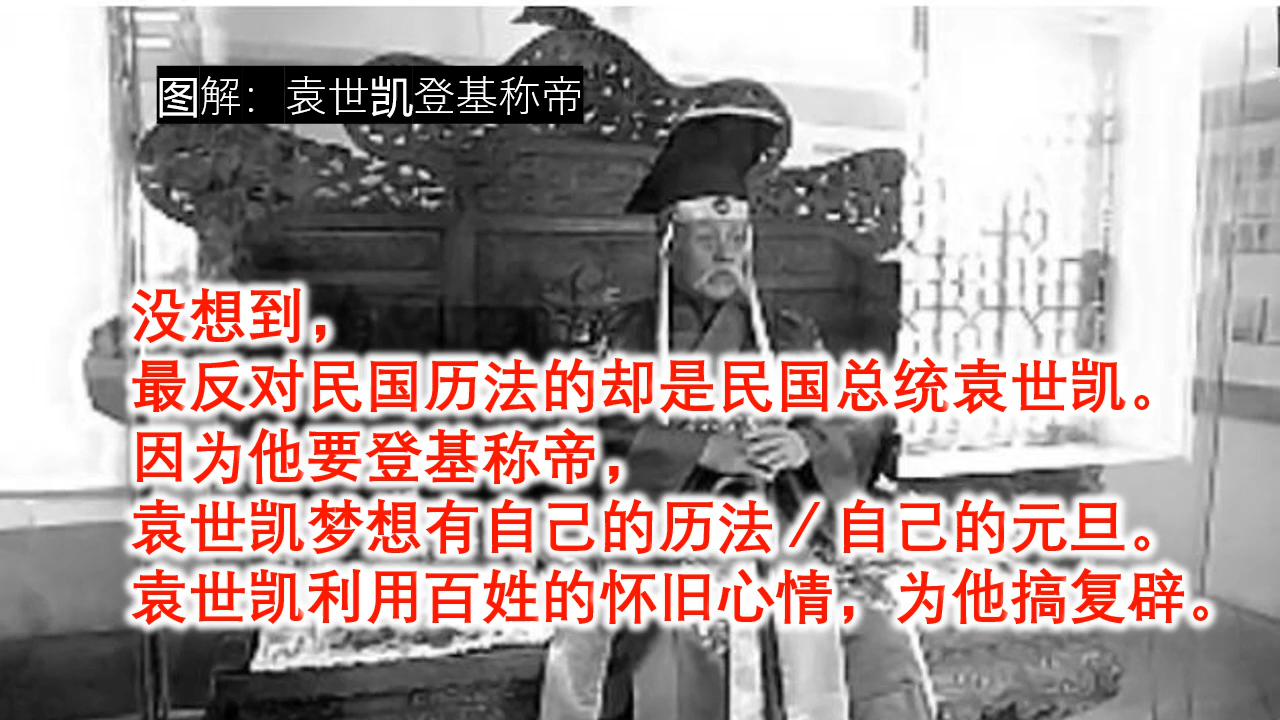 图解：袁世凯登基称帝
没想到，
最反对民国历法的却是民国总统袁世凯。
因为他要登基称帝，
袁世凯梦想有自己的历法／自己的元旦。
袁世凯利用百姓的怀旧心情，为他搞复辟。